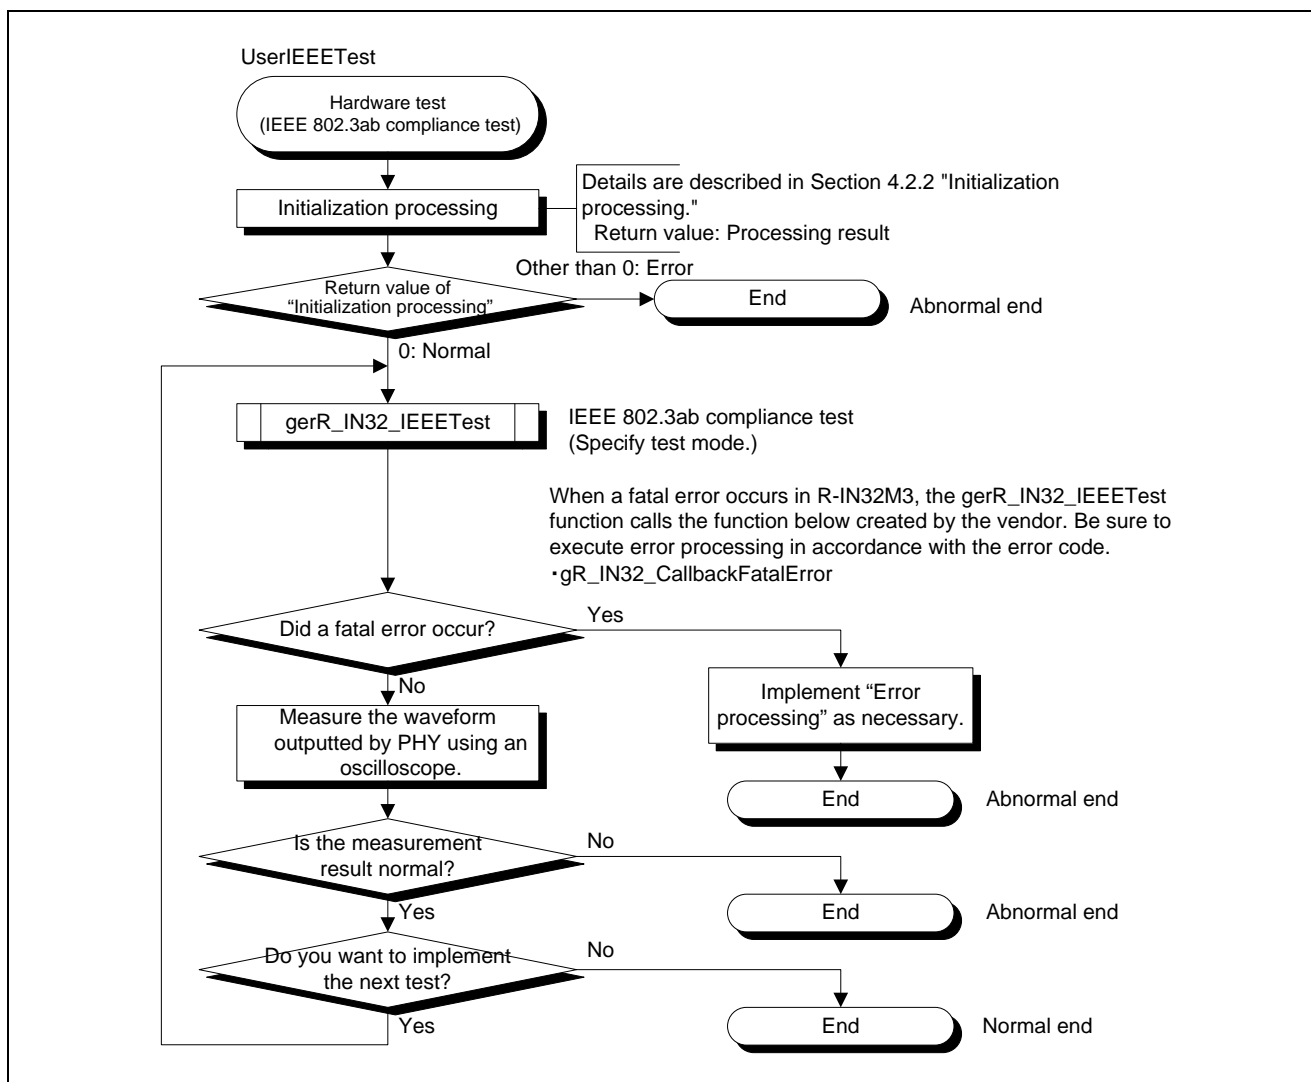 UserIEEETest
Hardware test
(IEEE 802.3ab compliance test)
Initialization processing
Details are described in Section 4.2.2 "Initialization
processing."
Return value: Processing result
Other than 0: Error
Return value of
“Initialization processing”
End
Abnormal end
0: Normal
gerR_IN32_IEEETest
IEEE 802.3ab compliance test
(Specify test mode.)
When a fatal error occurs in R-IN32M3, the gerR_IN32_IEEETest
function calls the function below created by the vendor. Be sure to
execute error processing in accordance with the error code.
・gR_IN32_CallbackFatalError
Did a fatal error occur?
Yes
No
Implement “Error
processing” as necessary.
Measure the waveform
outputted by PHY using an
oscilloscope.
End
Abnormal end
Is the measurement
result normal?
No
Yes
End
Abnormal end
Do you want to implement
the next test?
No
Yes
End
Normal end